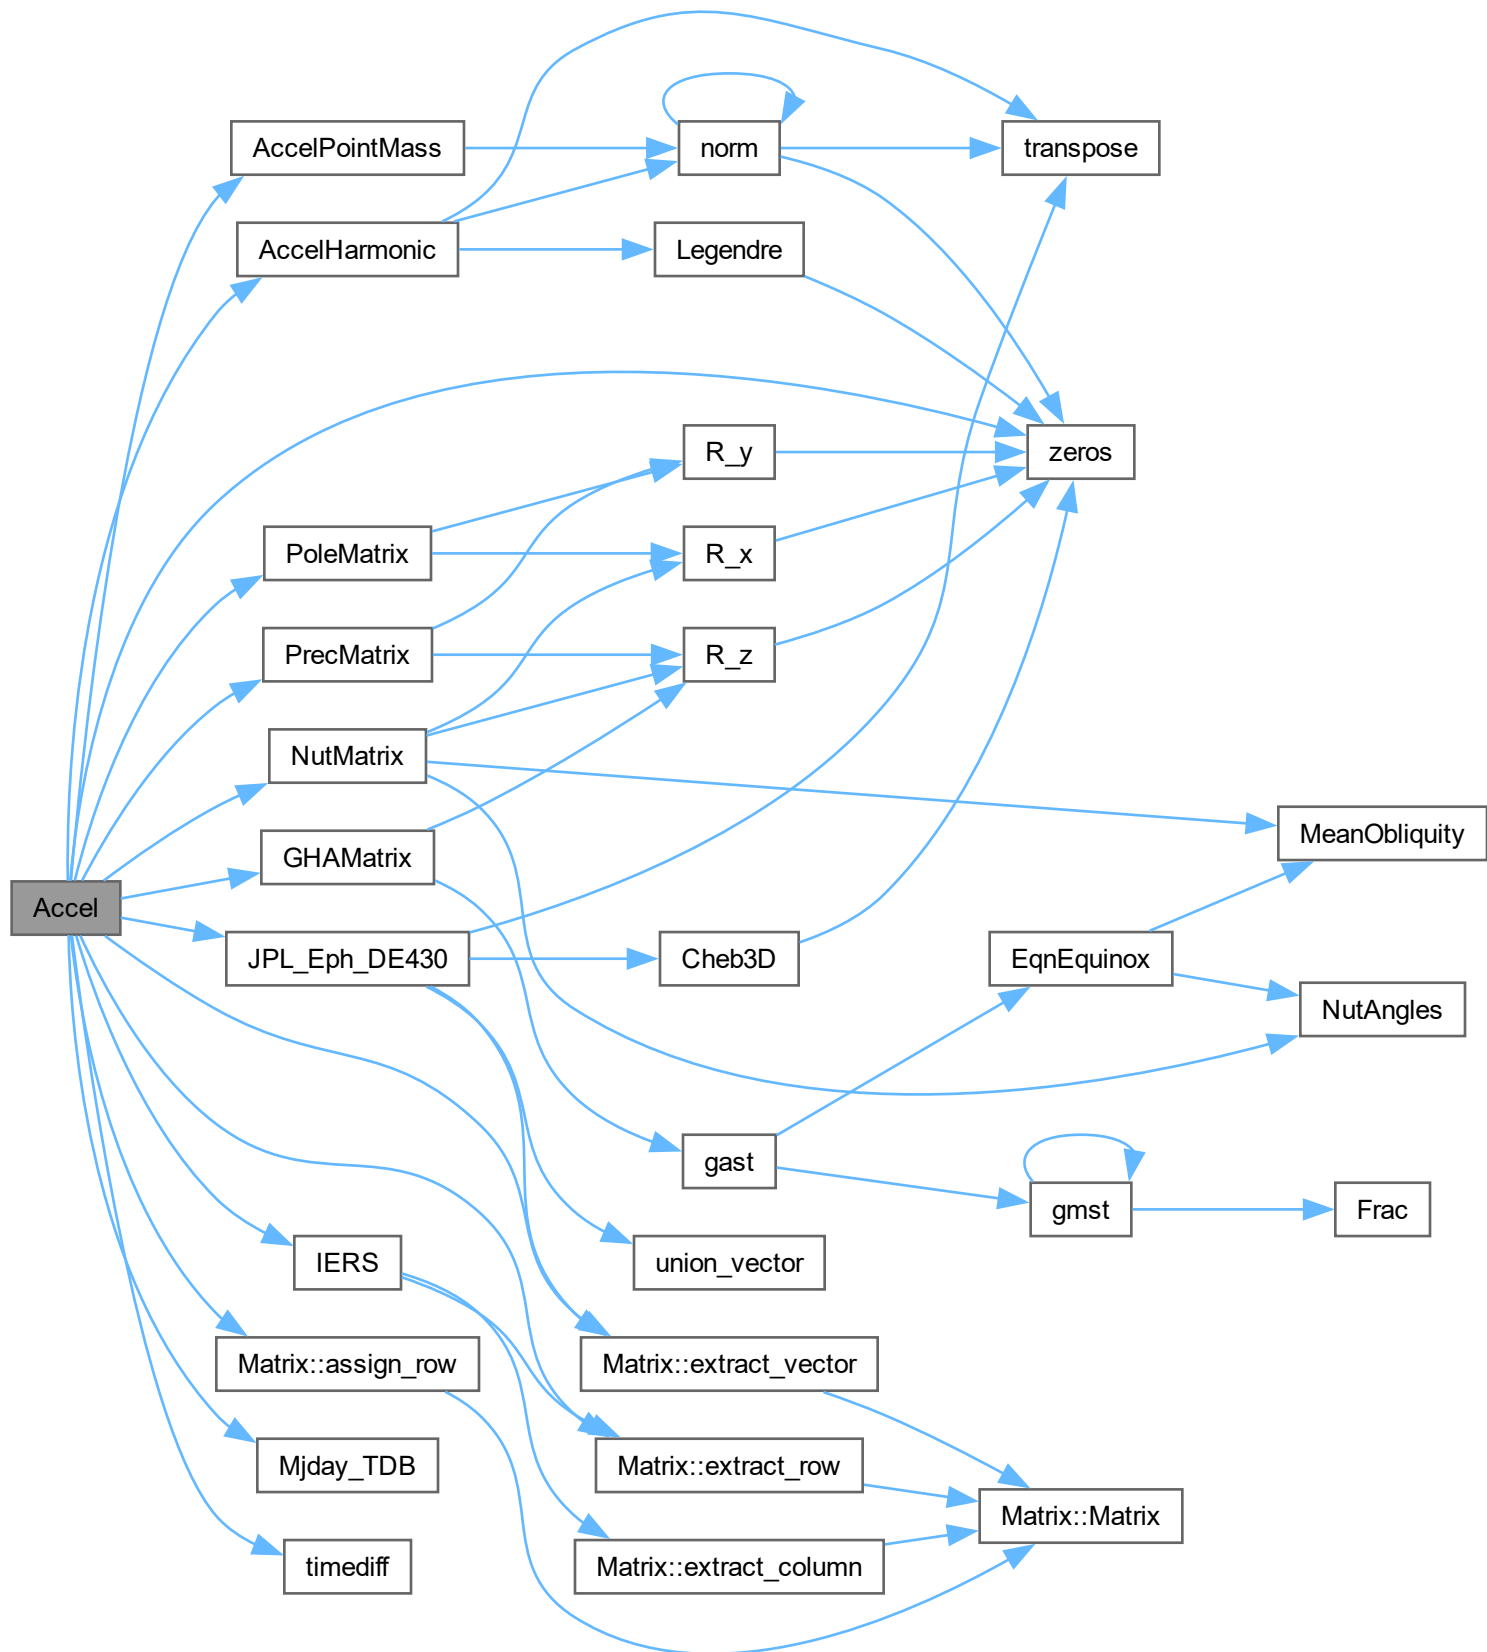 AccelPointMass
norm
transpose
AccelHarmonic
Legendre
R_y
zeros
PoleMatrix
R_x
PrecMatrix
R_z
NutMatrix
MeanObliquity
GHAMatrix
Accel
JPL_Eph_DE430
Cheb3D
EqnEquinox
NutAngles
gast
gmst
Frac
IERS
union_vector
Matrix::assign_row
Matrix::extract_vector
Mjday_TDB
Matrix::extract_row
Matrix::Matrix
timediff
Matrix::extract_column